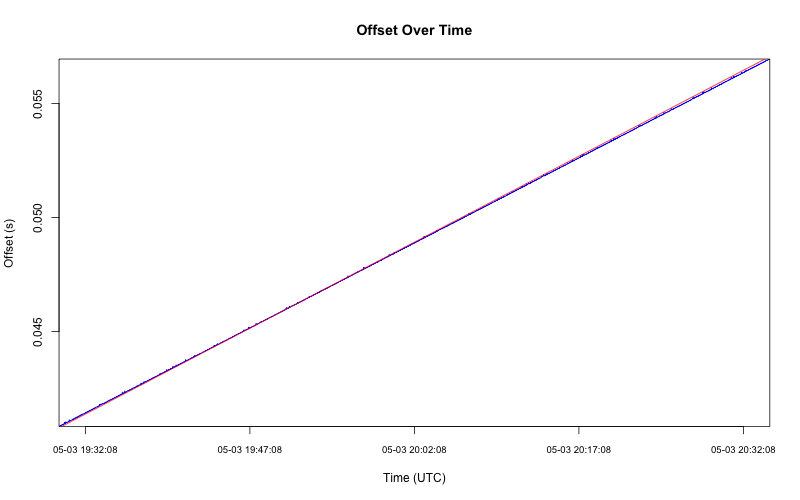 Offset Over Time
Offset (s)
0.055
0.050
0.045
05-03 19:32:08
05-03 19:47:08
05-03 20:02:08
05-03 20:17:08
05-03 20:32:08
Time (UTC)